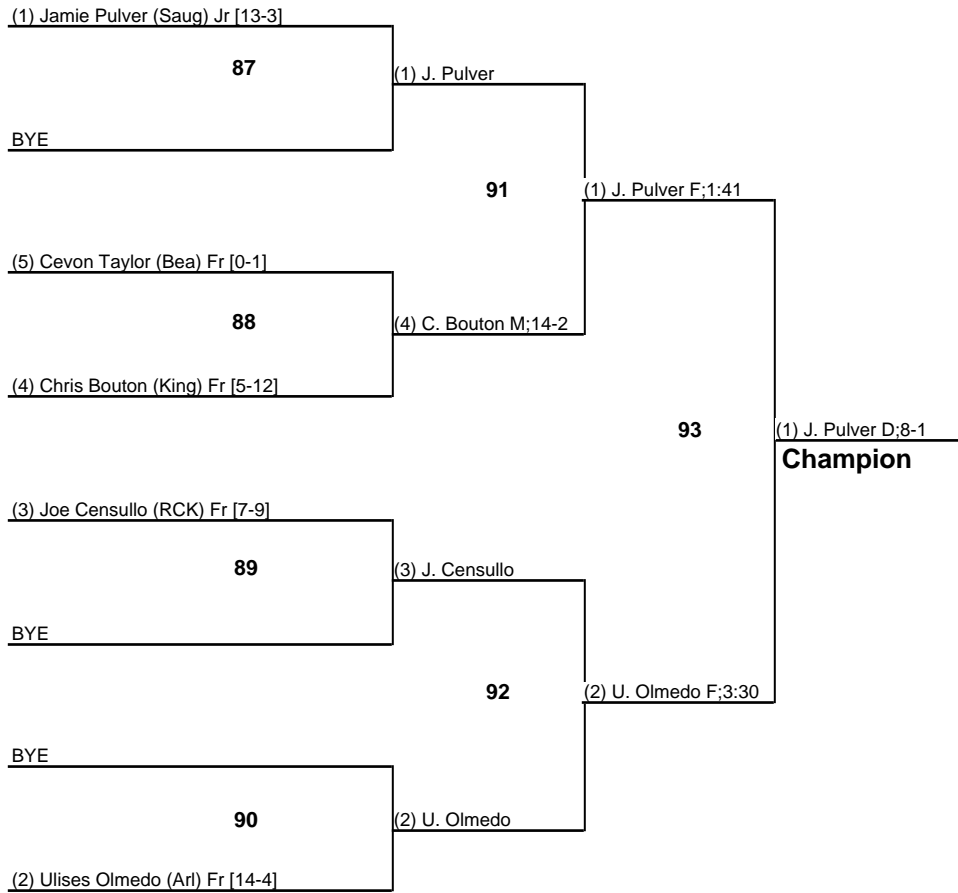 (1) Jamie Pulver (Saug) Jr [13-3]
87
(1) J. Pulver
BYE
91
(1) J. Pulver F;1:41
(5) Cevon Taylor (Bea) Fr [0-1]
88
(4) C. Bouton M;14-2
(4) Chris Bouton (King) Fr [5-12]
93
(1) J. Pulver D;8-1
Champion
(3) Joe Censullo (RCK) Fr [7-9]
89
(3) J. Censullo
BYE
92
(2) U. Olmedo F;3:30
BYE
90
(2) U. Olmedo
(2) Ulises Olmedo (Arl) Fr [14-4]